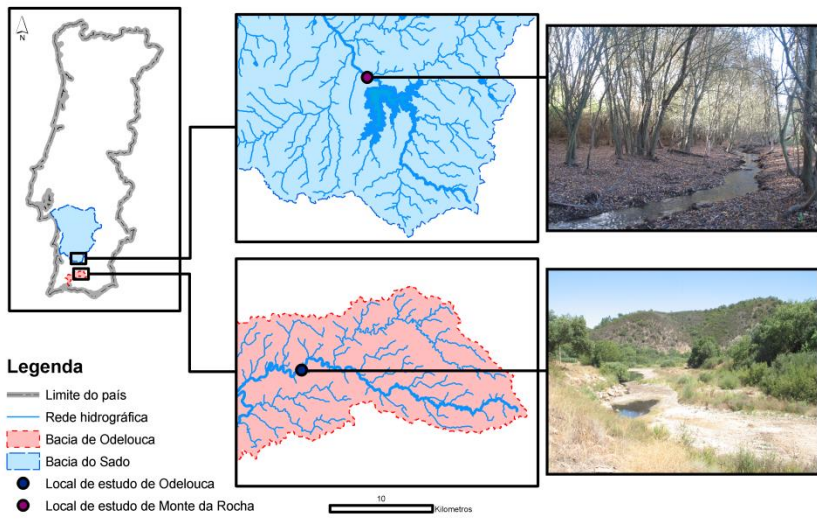 N
Legenda
Limite do país
Rede hidrográfica
Bacia de Odelouca
Bacia do Sado
Local de estudo de Odelouca
Local de estudo de Monte da Rocha
10
Kilometros